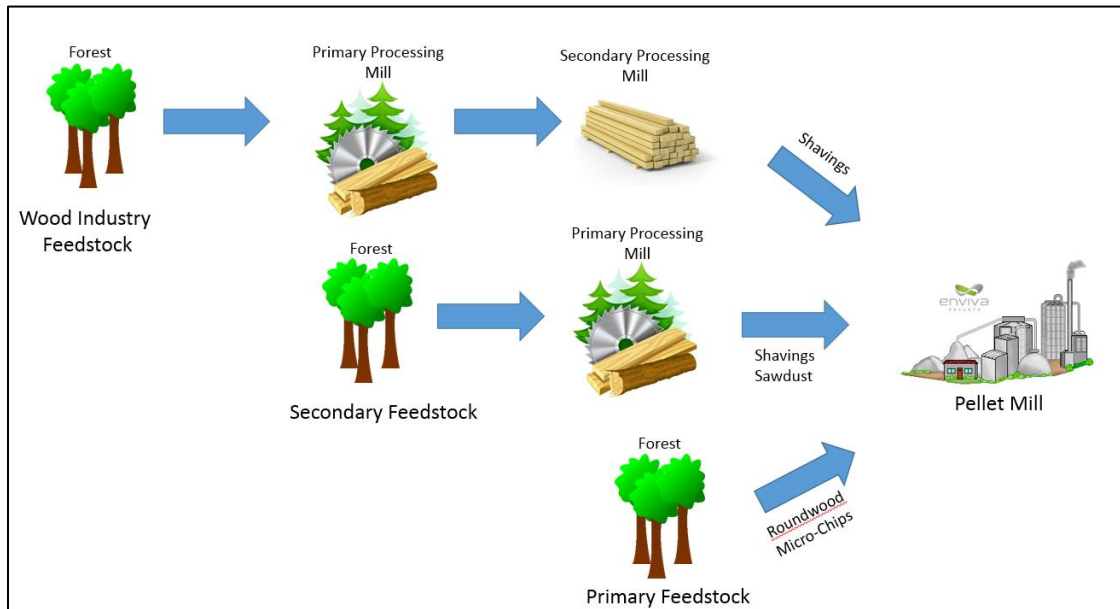 Forest
Primary Processing
Mill
Secondary Processing
Mill
Shavings
Wood Industry
Feedstock
Forest
Primary Processing
Mill
enviva
PELLETS
Shavings
Sawdust
Secondary Feedstock
Pellet Mill
Forest
Roundwood
Micro-Chips
Primary Feedstock